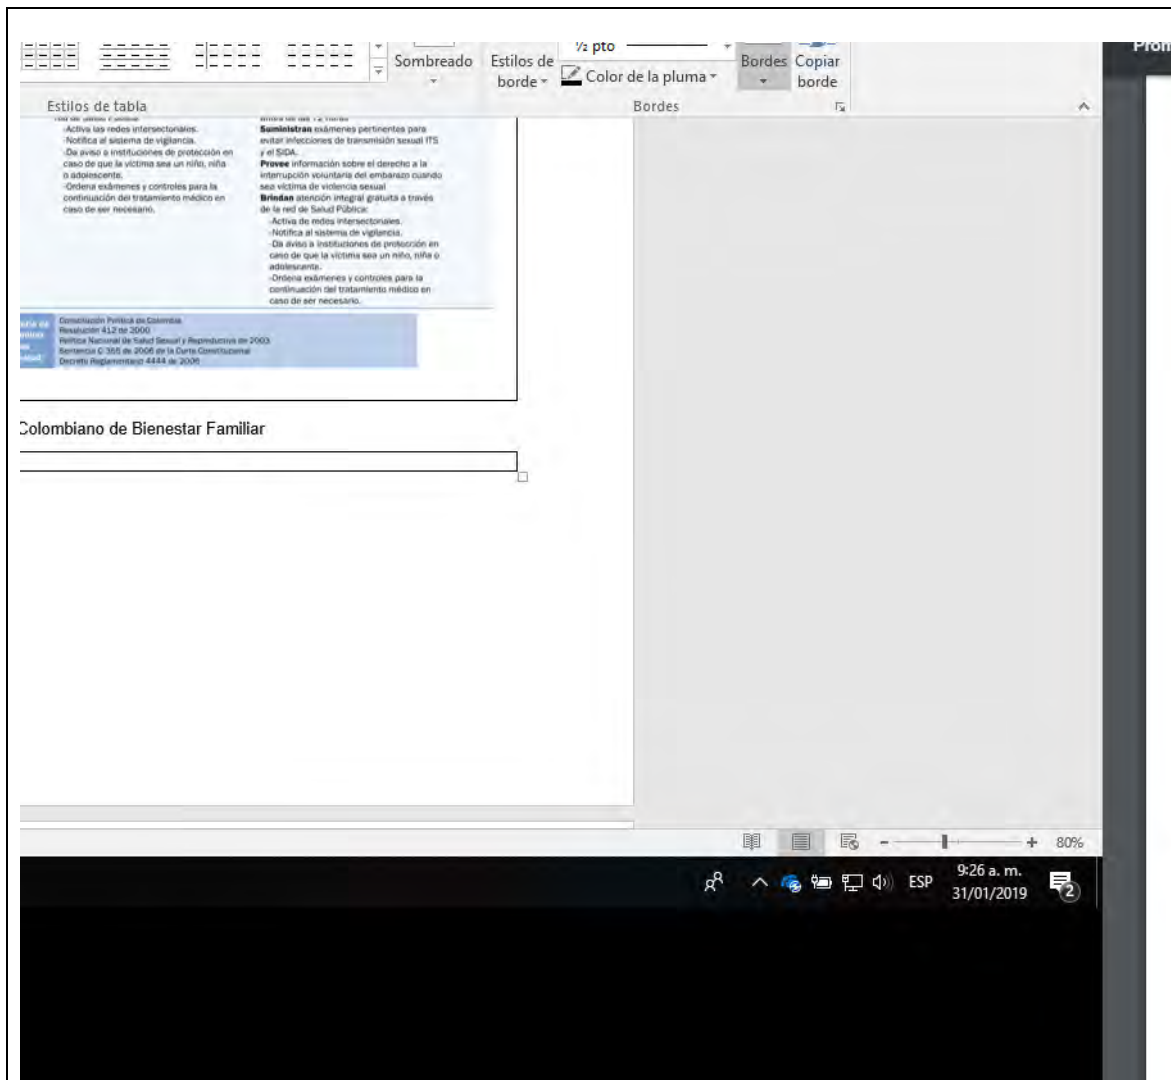 ½ pto
Sombreado
Estilos de
borde
Color de la pluma
Bordes
Copiar
borde
Estilos de tabla
Bordes
-Activa las redes intersectoriales.
-Notifica al sistema de vigilancia.
-Da aviso a instituciones de protección en
caso de que la víctima sea un niño, niña
o adolescente.
-Ordena exámenes y controles para la
continuación del tratamiento médico en
caso de ser necesario.
antes de las 72 horas
Suministran exámenes pertinentes para
evitar infecciones de transmisión sexual ITS
y el SIDA.
Provee información sobre el derecho a la
interrupción voluntaria del embarazo cuando
sea víctima de violencia sexual
Brindan atención integral gratuita a través
de la red de Salud Pública:
-Activa de redes intersectoriales.
-Notifica al sistema de vigilancia.
-Da aviso a instituciones de protección en
caso de que la víctima sea un niño, niña o
adolescente.
-Ordena exámenes y controles para la
continuación del tratamiento médico en
caso de ser necesario.
Constitución Política de Colombia
Resolución 412 de 2000
Política Nacional de Salud Sexual y Reproductiva de 2003
Sentencia C-355 de 2006 de la Corte Constitucional
Decreto Reglamentario 4444 de 2006
Colombiano de Bienestar Familiar
80%
ESP
9:26 a. m.
31/01/2019
2